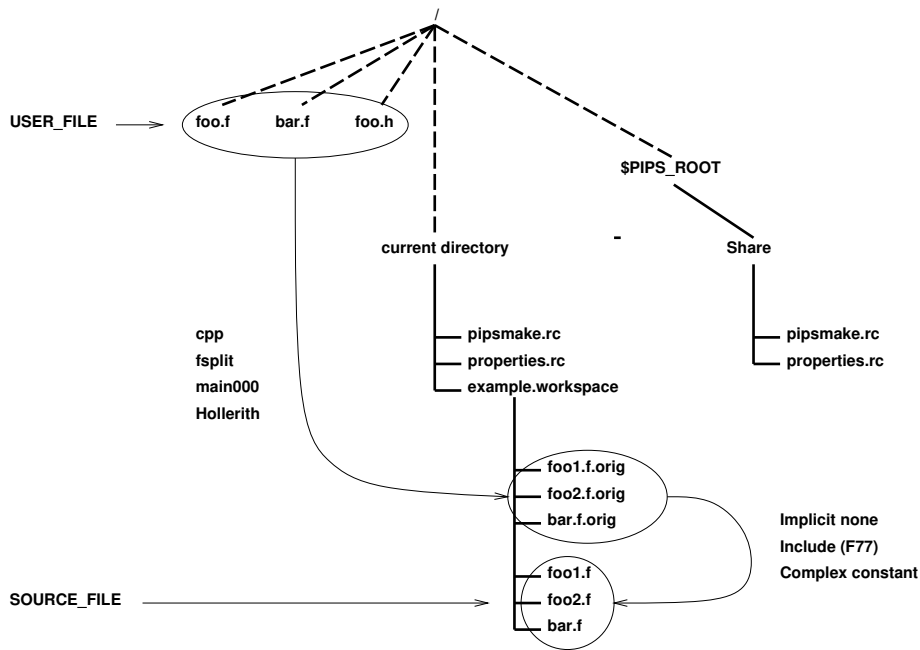 /
USER_FILE
foo.f
bar.f
foo.h
$PIPS_ROOT
current directory
-
Share
cpp
fsplit
main000
Hollerith
pipsmake.rc
properties.rc
example.workspace
pipsmake.rc
properties.rc
foo1.f.orig
foo2.f.orig
bar.f.orig
Implicit none
Include (F77)
Complex constant
SOURCE_FILE
foo1.f
foo2.f
bar.f